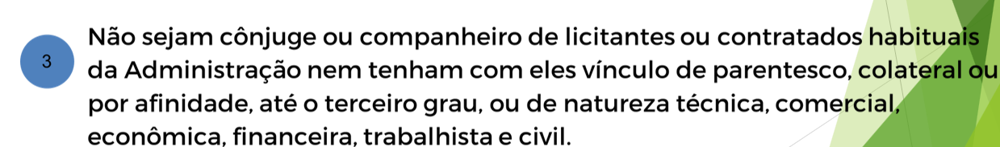 3
Não sejam cônjuge ou companheiro de licitantes ou contratados habituais
da Administração nem tenham com eles vínculo de parentesco, colateral ou
por afinidade, até o terceiro grau, ou de natureza técnica, comercial,
econômica, financeira, trabalhista e civil.